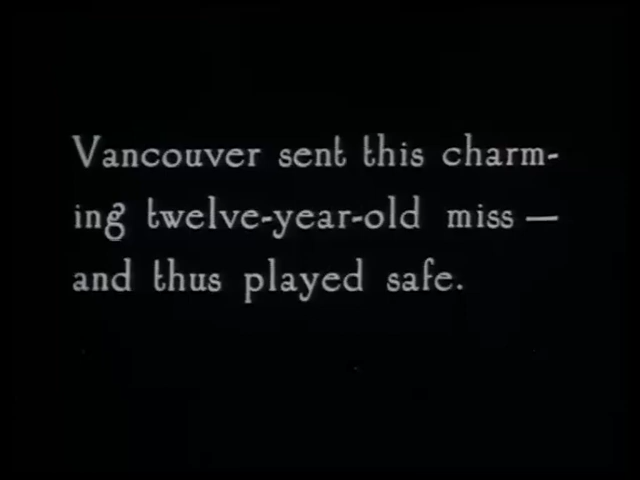 Vancouver sent this charm-
ing twelve-year-old miss —
and thus played safe.